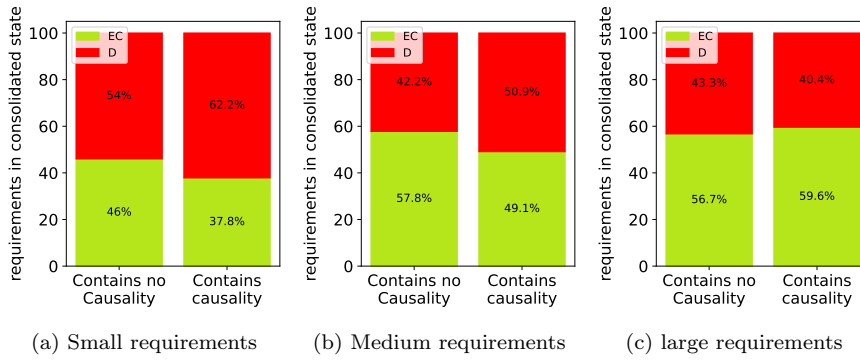 requirements in consolidated state
100
80
60
40
20
0
EC
D
54%
46%
62.2%
37.8%
Contains no
Causality
Contains
causality
(a) Small requirements
requirements in consolidated state
100
80
60
40
20
0
EC
D
42.2%
57.8%
50.9%
49.1%
Contains no
Causality
Contains
causality
(b) Medium requirements
requirements in consolidated state
100
80
60
40
20
0
EC
D
43.3%
56.7%
40.4%
59.6%
Contains no
Causality
Contains
causality
(c) large requirements